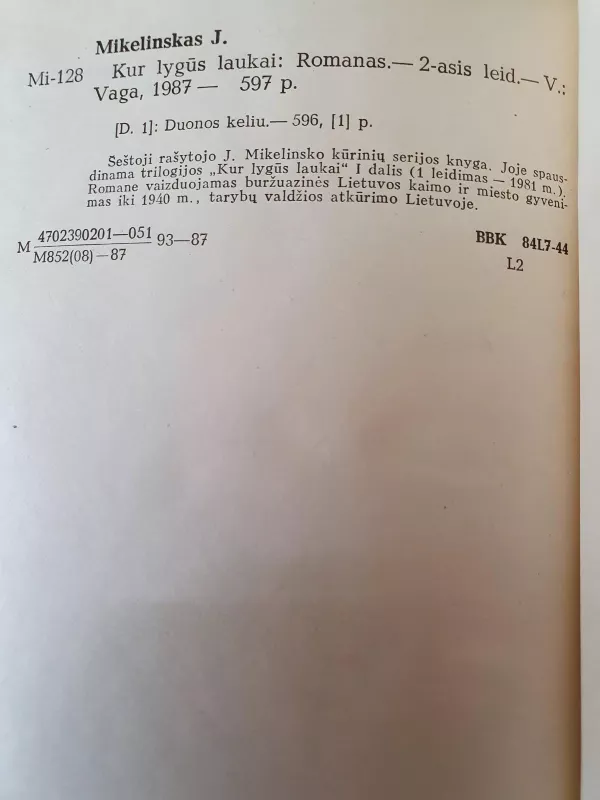 Mikelinskas J.
Mi-128 Kur lygūs laukai: Romanas.— 2-asis leid.— V.:
Vaga, 1987— 597 p.
[D. 1]: Duonos keliu.— 596, [1] p.
Šeštoji rašytojo J. Mikelinsko kūrinių serijos knyga. Joje spaus-
dinama trilogijos „Kur lygūs laukai“ I dalis (1 leidimas — 1981 m.).
Romane vaizduojamas buržuazinės Lietuvos kaimo ir miesto gyveni-
mas iki 1940 m., tarybų valdžios atkūrimo Lietuvoje.
4702390201—051
M 93—87
M852(08)—87
BBK 84L7-44
L2